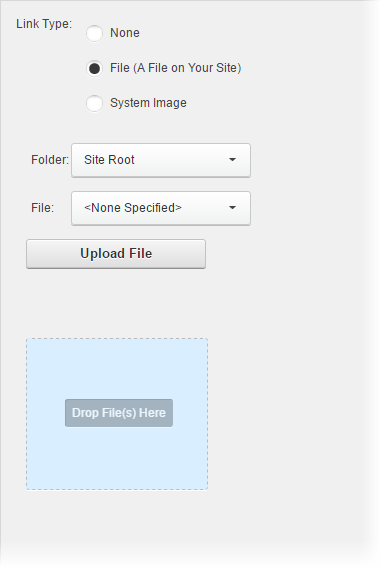 Link Type:
None
File (A File on Your Site)
System Image
Folder: Site Root
File: <None Specified>
Upload File
Drop File(s) Here